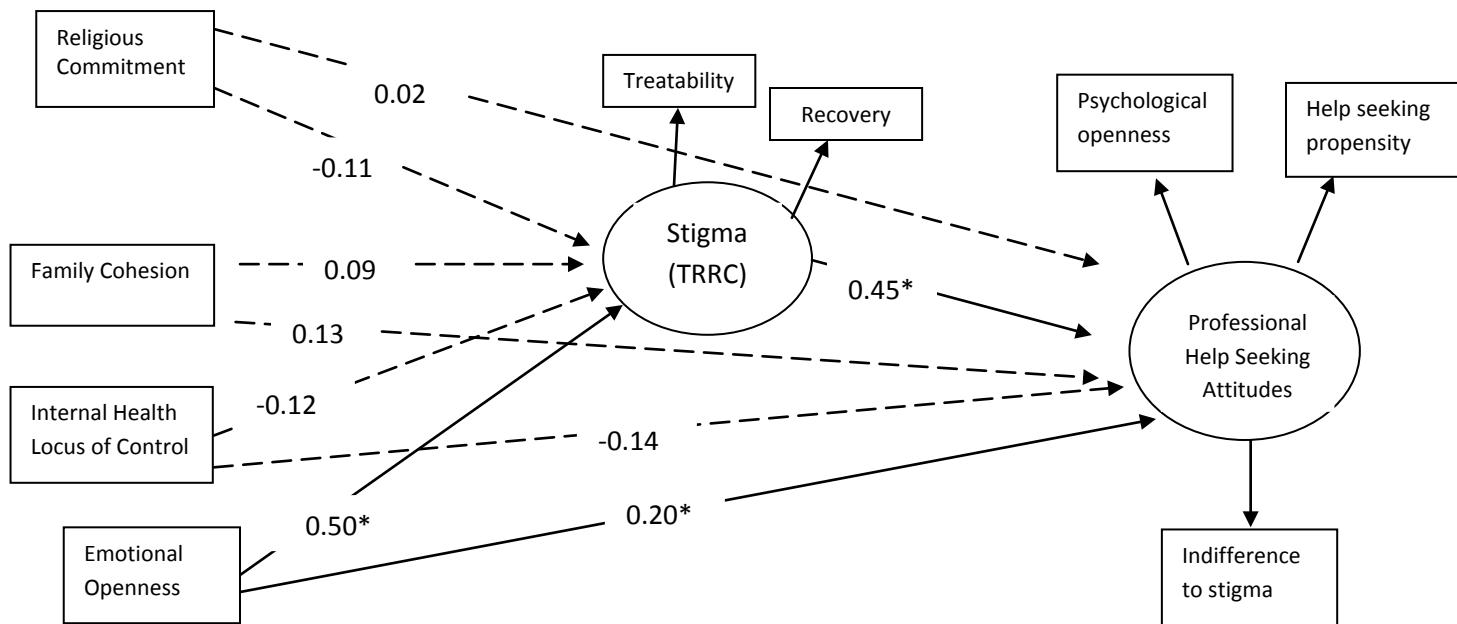 Religious
Commitment
0.02
Treatability
Recovery
Psychological
openness
Help seeking
propensity
-0.11
Stigma
(TRRC)
Family Cohesion
0.09
0.45*
0.13
Professional
Help Seeking
Attitudes
Internal Health
Locus of Control
-0.12
-0.14
0.50*
0.20*
Emotional
Openness
Indifference
to stigma